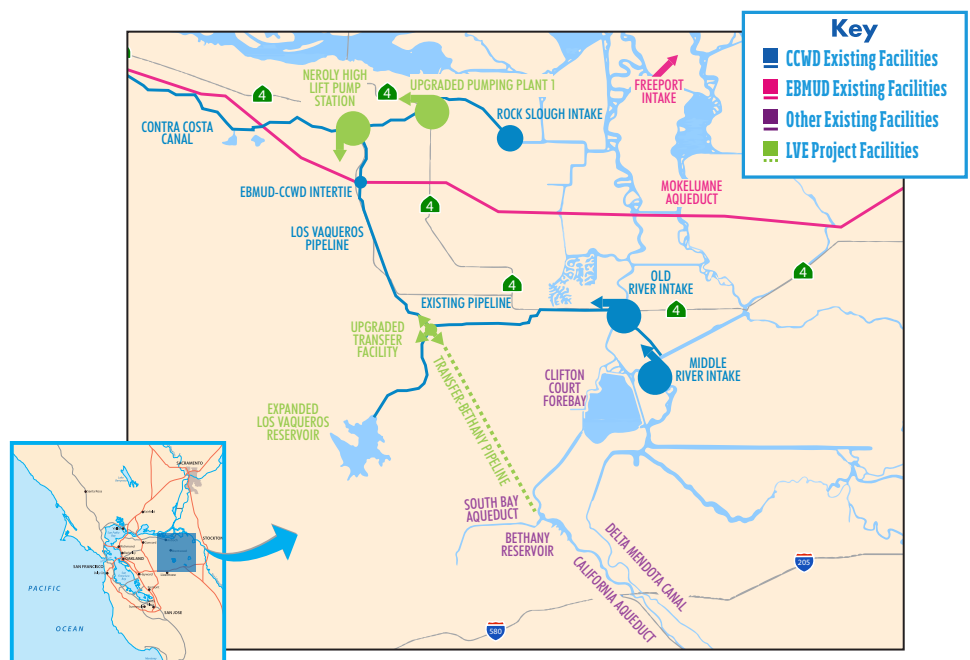 Key
CCWD Existing Facilities
EBMUD Existing Facilities
Other Existing Facilities
LVE Project Facilities
NEROLY HIGH
LIFT PUMP
STATION
UPGRADED PUMPING PLANT 1
FREEPORT
INTAKE
4
4
4
CONTRA COSTA
CANAL
ROCK SLOUGH INTAKE
EBMUD-CCWD INTERTIE
MOKELUMNE
AQUEDUCT
4
LOS VAQUEROS
PIPELINE
4
4
4
EXISTING PIPELINE
OLD
RIVER INTAKE
UPGRADED
TRANSFER
FACILITY
TRANSFER-BETHANY PIPELINE
CLIFTON
COURT
FOREBAY
MIDDLE
RIVER INTAKE
EXPANDED
LOS VAQUEROS
RESERVOIR
SOUTH BAY
AQUEDUCT
BETHANY
RESERVOIR
DELTA MENDOTA CANAL
CALIFORNIA AQUEDUCT
205
580
SACRAMENTO
STOCKTON
OAKLAND
SAN FRANCISCO
SAN JOSE
PACIFIC
OCEAN